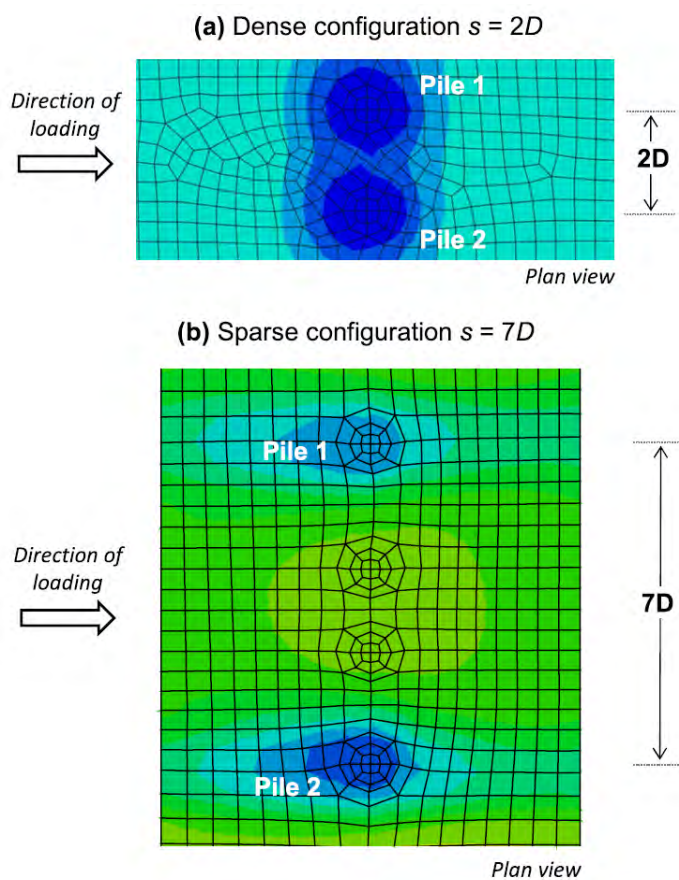 (a) Dense configuration s = 2D
Pile 1
Direction of
loading
2D
Pile 2
Plan view
(b) Sparse configuration s = 7D
Pile 1
Direction of
loading
7D
Pile 2
Plan view